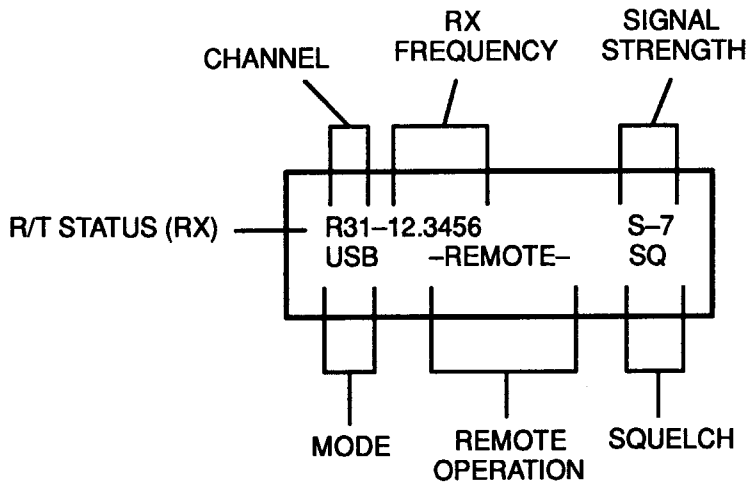 RX
FREQUENCY
SIGNAL
STRENGTH
CHANNEL
R/T STATUS (RX)
R31–12.3456 S–7
USB –REMOTE– SQ
MODE
REMOTE
OPERATION
SQUELCH